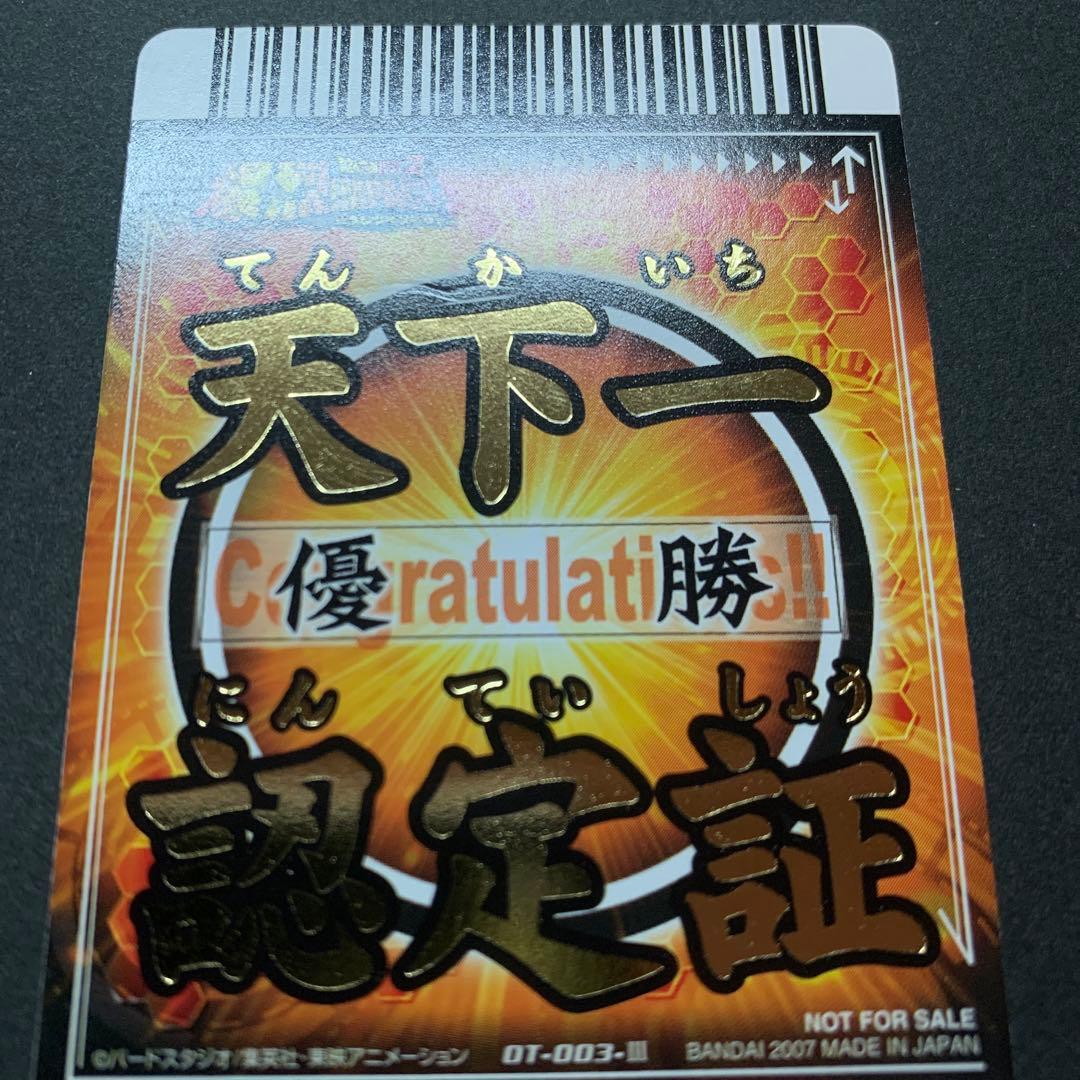 てんかいち
天下一
Congratulations!!
優勝
にんていしょう
認定証
NOT FOR SALE
©バードスタジオ/集英社・東映アニメーション OT-003-III BANDAI 2007 MADE IN JAPAN